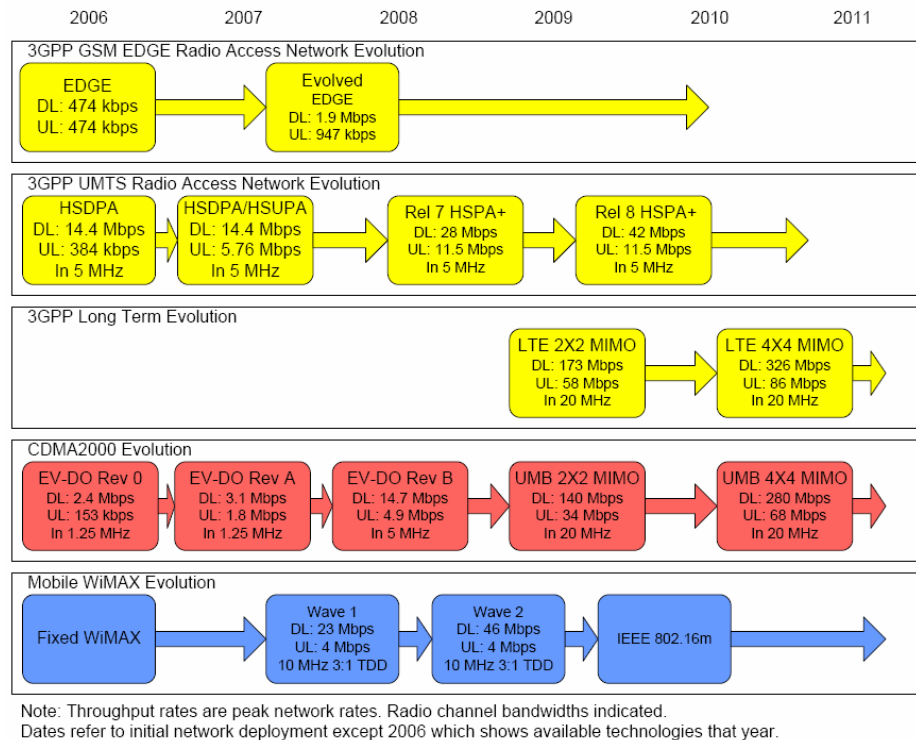 2006 2007 2008 2009 2010 2011
3GPP GSM EDGE Radio Access Network Evolution
EDGE
DL: 474 kbps
UL: 474 kbps
Evolved
EDGE
DL: 1.9 Mbps
UL: 947 kbps
3GPP UMTS Radio Access Network Evolution
HSDPA
DL: 14.4 Mbps
UL: 384 kbps
In 5 MHz
HSDPA/HSUPA
DL: 14.4 Mbps
UL: 5.76 Mbps
In 5 MHz
Rel 7 HSPA+
DL: 28 Mbps
UL: 11.5 Mbps
In 5 MHz
Rel 8 HSPA+
DL: 42 Mbps
UL: 11.5 Mbps
In 5 MHz
3GPP Long Term Evolution
LTE 2X2 MIMO
DL: 173 Mbps
UL: 58 Mbps
In 20 MHz
LTE 4X4 MIMO
DL: 326 Mbps
UL: 86 Mbps
In 20 MHz
CDMA2000 Evolution
EV-DO Rev 0
DL: 2.4 Mbps
UL: 153 kbps
In 1.25 MHz
EV-DO Rev A
DL: 3.1 Mbps
UL: 1.8 Mbps
In 1.25 MHz
EV-DO Rev B
DL: 14.7 Mbps
UL: 4.9 Mbps
In 5 MHz
UMB 2X2 MIMO
DL: 140 Mbps
UL: 34 Mbps
In 20 MHz
UMB 4X4 MIMO
DL: 280 Mbps
UL: 68 Mbps
In 20 MHz
Mobile WiMAX Evolution
Fixed WiMAX
Wave 1
DL: 23 Mbps
UL: 4 Mbps
10 MHz 3:1 TDD
Wave 2
DL: 46 Mbps
UL: 4 Mbps
10 MHz 3:1 TDD
IEEE 802.16m
Note: Throughput rates are peak network rates. Radio channel bandwidths indicated.
Dates refer to initial network deployment except 2006 which shows available technologies that year.